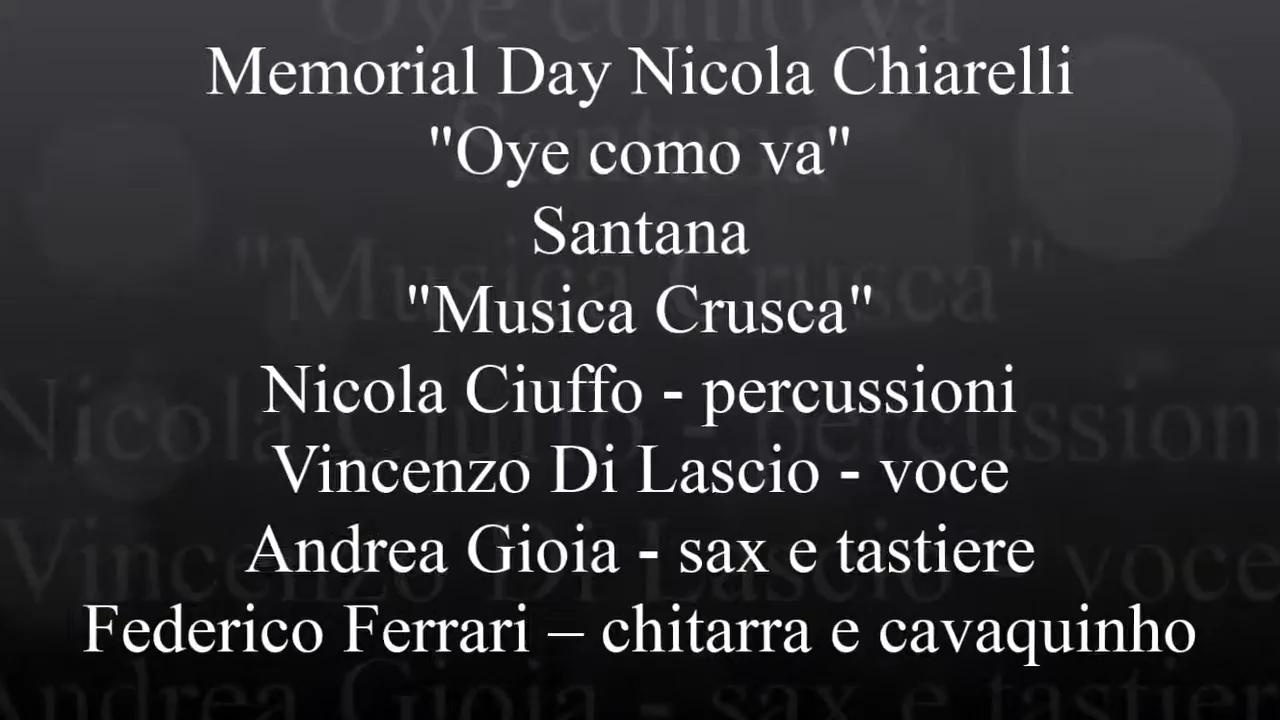 Memorial Day Nicola Chiarelli
"Oye como va"
Santana
"Musica Crusca"
Nicola Ciuffo - percussioni
Vincenzo Di Lascio - voce
Andrea Gioia - sax e tastiere
Federico Ferrari – chitarra e cavaquinho